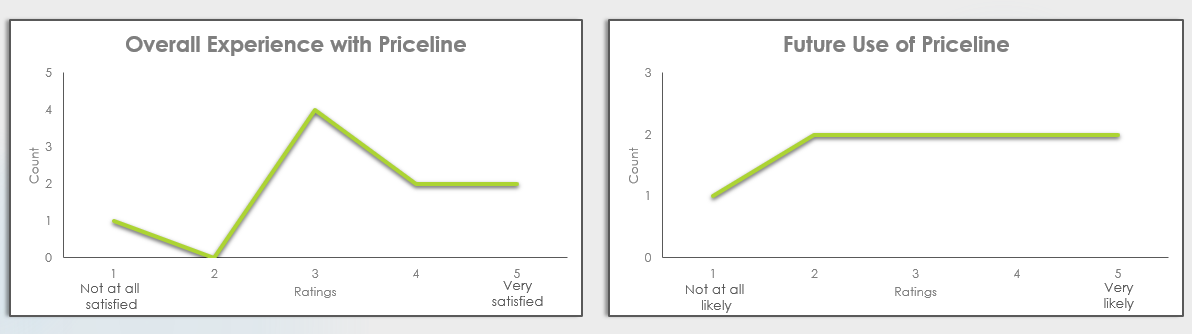 Overall Experience with Priceline
5
4
3
2
1
0
Count
1 2 3 4 5
Not at all
satisfied
Very
satisfied
Ratings
Future Use of Priceline
3
2
1
0
Count
1 2 3 4 5
Not at all
likely
Very
likely
Ratings